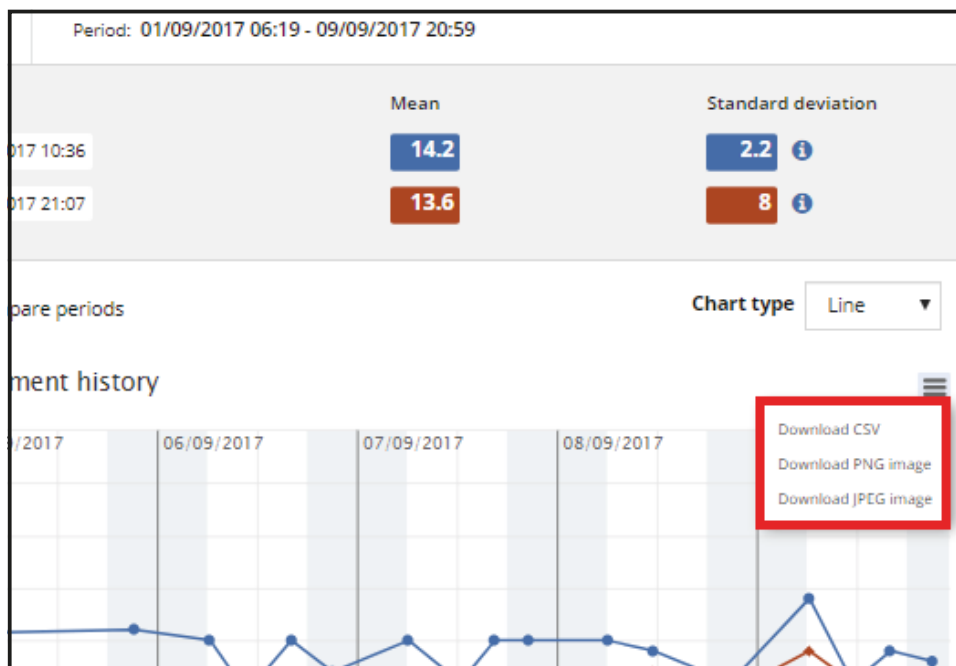 Period: 01/09/2017 06:19 - 09/09/2017 20:59
Mean Standard deviation
017 10:36 14.2 2.2 i
017 21:07 13.6 8 i
pare periods Chart type Line
ment history
/2017 06/09/2017 07/09/2017 08/09/2017
Download CSV
Download PNG image
Download JPEG image